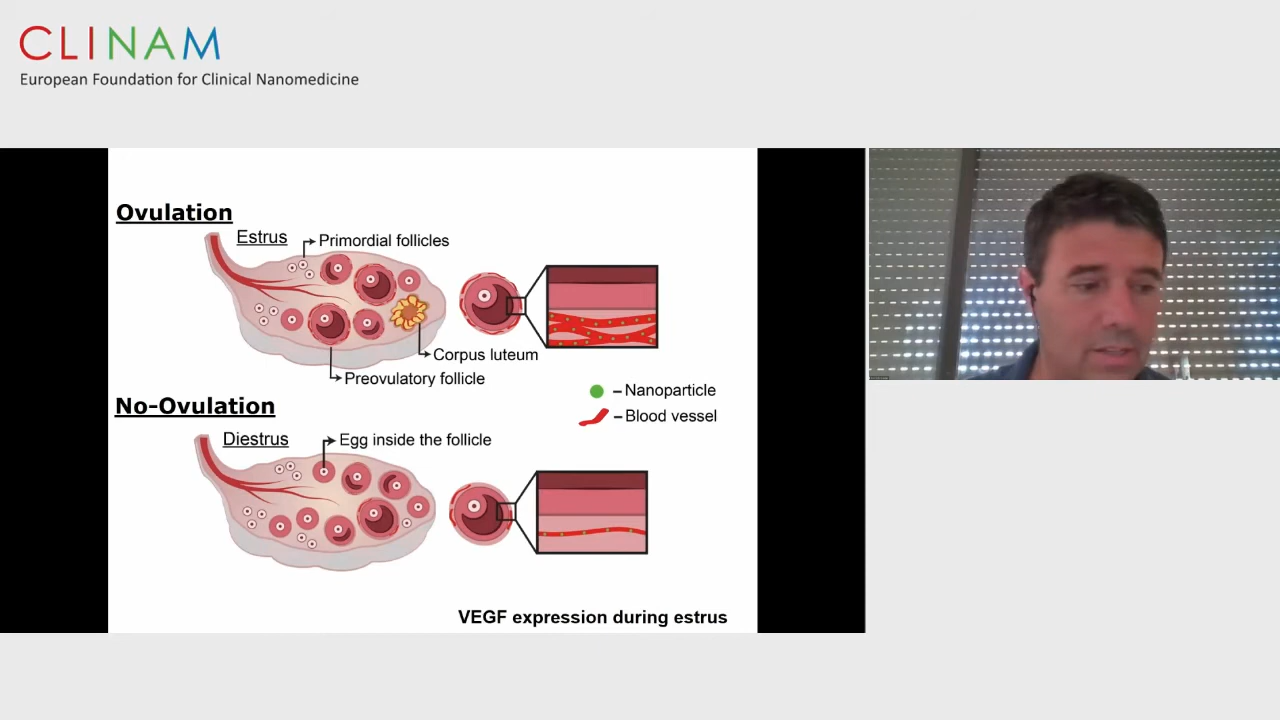 CLINAM
European Foundation for Clinical Nanomedicine
Ovulation
Estrus
Primordial follicles
Corpus luteum
Preovulatory follicle
Nanoparticle
Blood vessel
No-Ovulation
Diestrus
Egg inside the follicle
VEGF expression during estrus